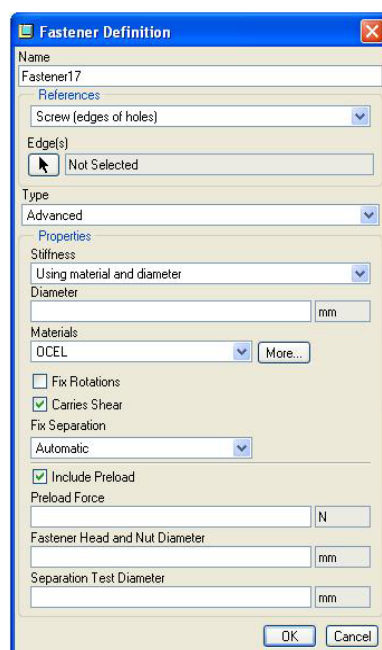 Fastener Definition
Name
Fastener17
References
Screw (edges of holes)
Edge(s)
Not Selected
Type
Advanced
Properties
Stiffness
Using material and diameter
Diameter
mm
Materials
OCEL More...
Fix Rotations
Carries Shear
Fix Separation
Automatic
Include Preload
Preload Force
N
Fastener Head and Nut Diameter
mm
Separation Test Diameter
mm
OK Cancel